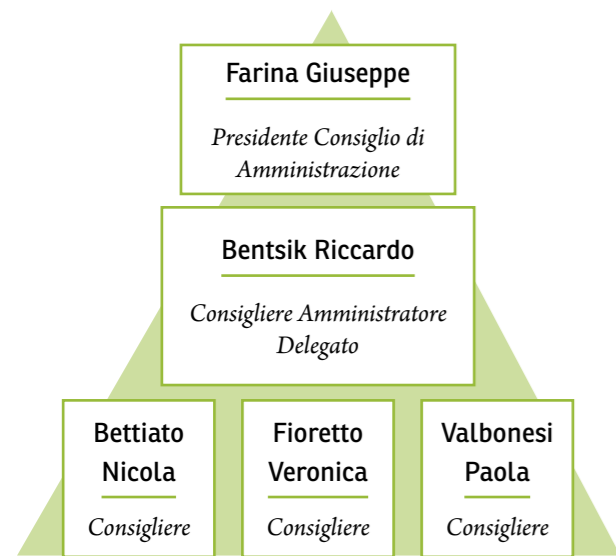 Farina Giuseppe
Presidente Consiglio di
Amministrazione
Bentsik Riccardo
Consigliere Amministratore
Delegato
Bettiato
Nicola
Consigliere
Fioretto
Veronica
Consigliere
Valbonesi
Paola
Consigliere